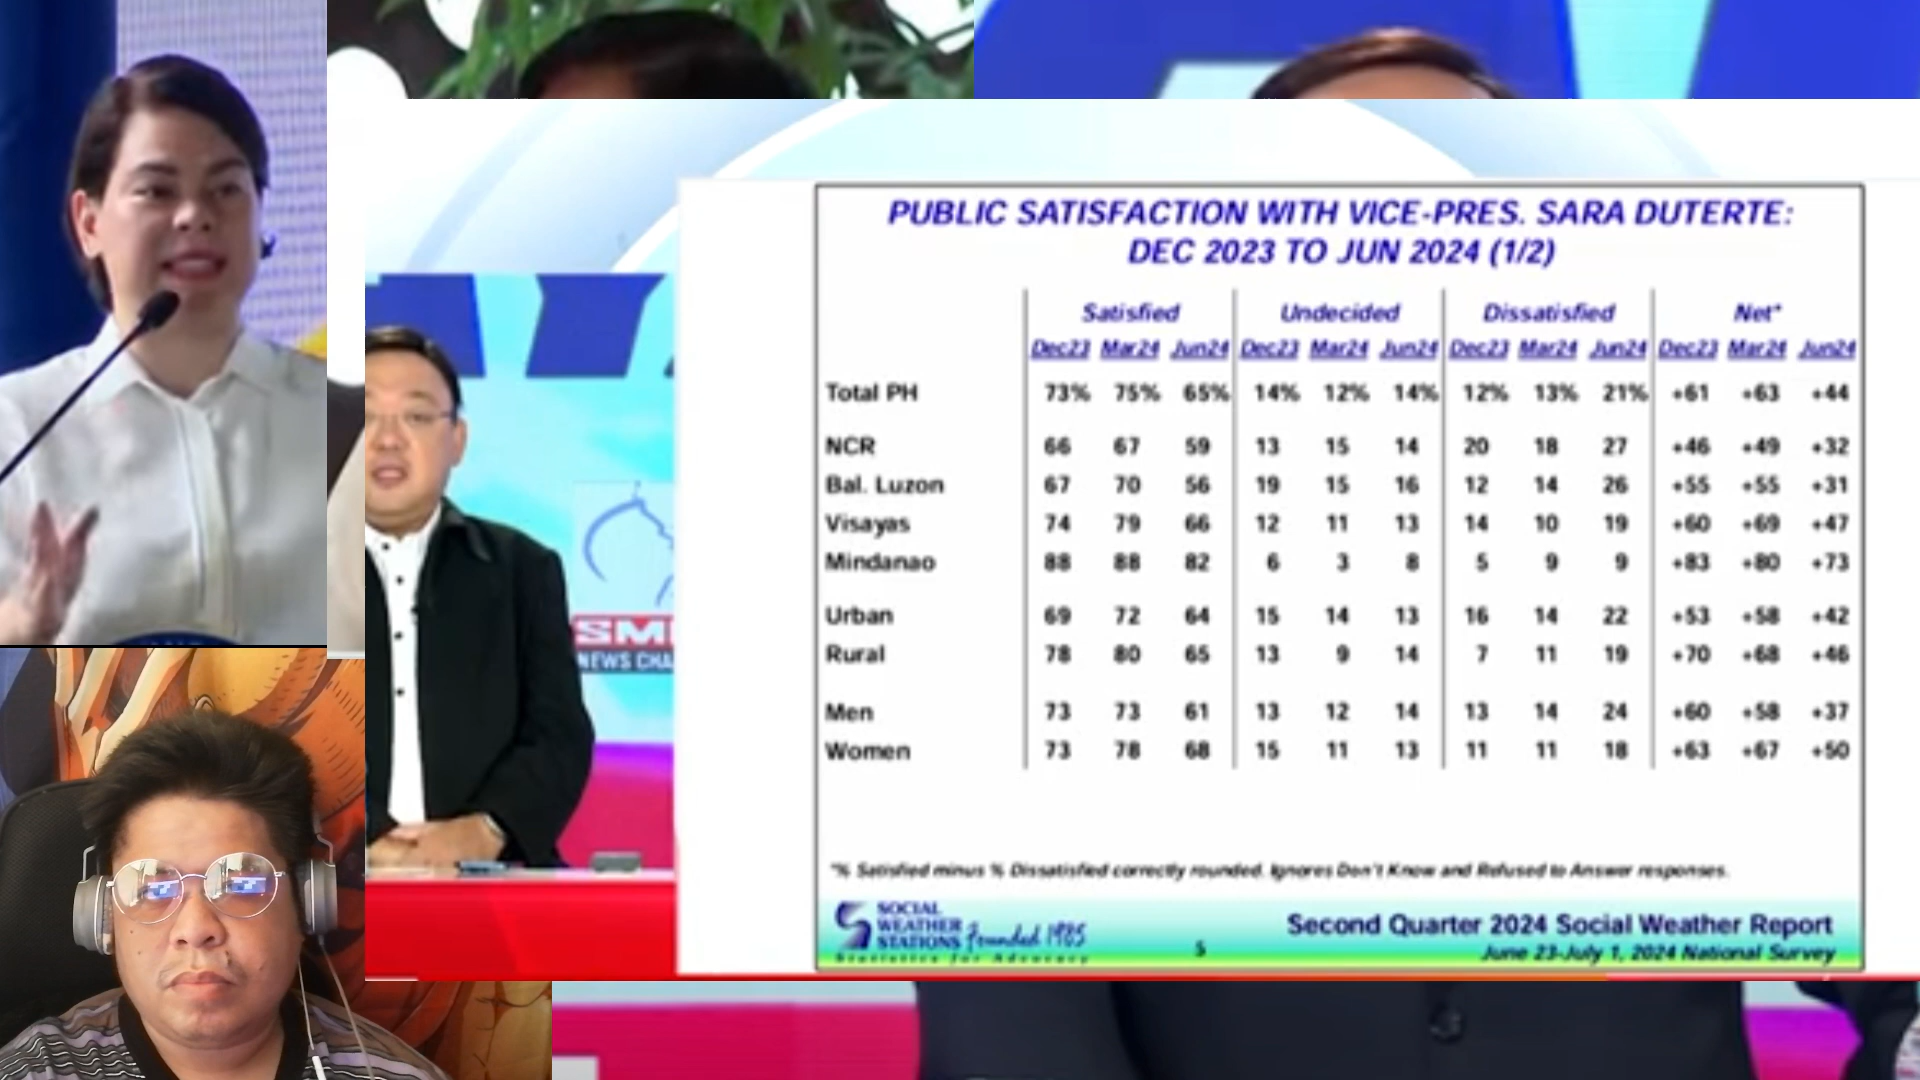 PUBLIC SATISFACTION WITH VICE-PRES. SARA DUTERTE:
DEC 2023 TO JUN 2024 (1/2)
Satisfied Undecided Dissatisfied Net*
Dec23 Mar24 Jun24 Dec23 Mar24 Jun24 Dec23 Mar24 Jun24 Dec23 Mar24 Jun24
Total PH 73% 75% 65% 14% 12% 14% 12% 13% 21% +61 +63 +44
NCR 66 67 59 13 15 14 20 18 27 +46 +49 +32
Bal. Luzon 67 70 56 19 15 16 12 14 26 +55 +55 +31
Visayas 74 79 66 12 11 13 14 10 19 +60 +69 +47
Mindanao 88 88 82 6 3 8 5 9 9 +83 +80 +73
Urban 69 72 64 15 14 13 16 14 22 +53 +58 +42
Rural 78 80 65 13 9 14 7 11 19 +70 +68 +46
Men 73 73 61 13 12 14 13 14 24 +60 +58 +37
Women 73 78 68 15 11 13 11 11 18 +63 +67 +50
*% Satisfied minus % Dissatisfied correctly rounded. Ignores Don't Know and Refused to Answer responses.
SOCIAL
WEATHER
STATIONS founded 1985
Statistics for Advocacy
5
Second Quarter 2024 Social Weather Report
June 23-July 1, 2024 National Survey
SM
NEWS CHA